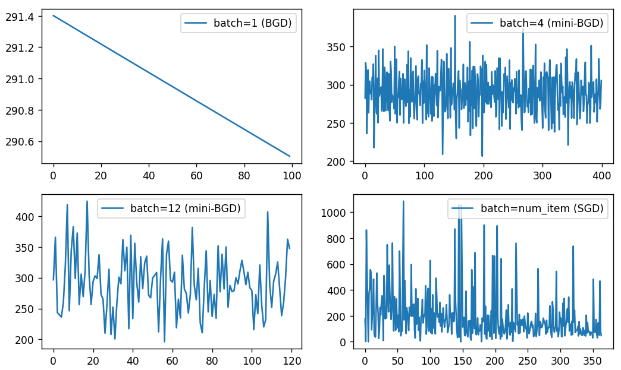 batch=1 (BGD)
291.4
291.2
291.0
290.8
290.6
0 20 40 60 80 100
batch=4 (mini-BGD)
350
300
250
200
0 100 200 300 400
batch=12 (mini-BGD)
400
350
300
250
200
0 20 40 60 80 100 120
batch=num_item (SGD)
1000
800
600
400
200
0
0 50 100 150 200 250 300 350